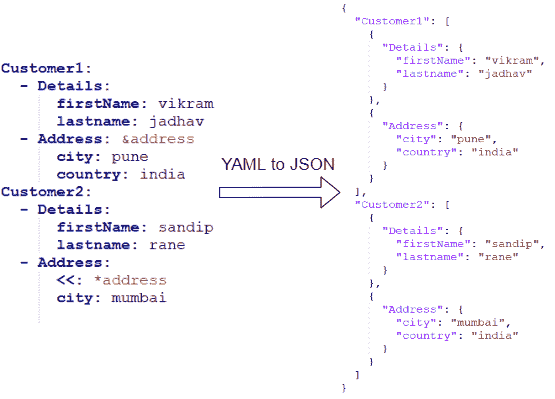 Customer1:
  - Details:
      firstName: vikram
      lastname: jadhav
  - Address: &address
      city: pune
      country: india
Customer2:
  - Details:
      firstName: sandip
      lastname: rane
  - Address:
      <<: *address
      city: mumbai
YAML to JSON
{
  "Customer1": [
    {
      "Details": {
        "firstName": "vikram",
        "lastname": "jadhav"
      }
    },
    {
      "Address": {
        "city": "pune",
        "country": "india"
      }
    }
  ],
  "Customer2": [
    {
      "Details": {
        "firstName": "sandip",
        "lastname": "rane"
      }
    },
    {
      "Address": {
        "city": "mumbai",
        "country": "india"
      }
    }
  ]
}